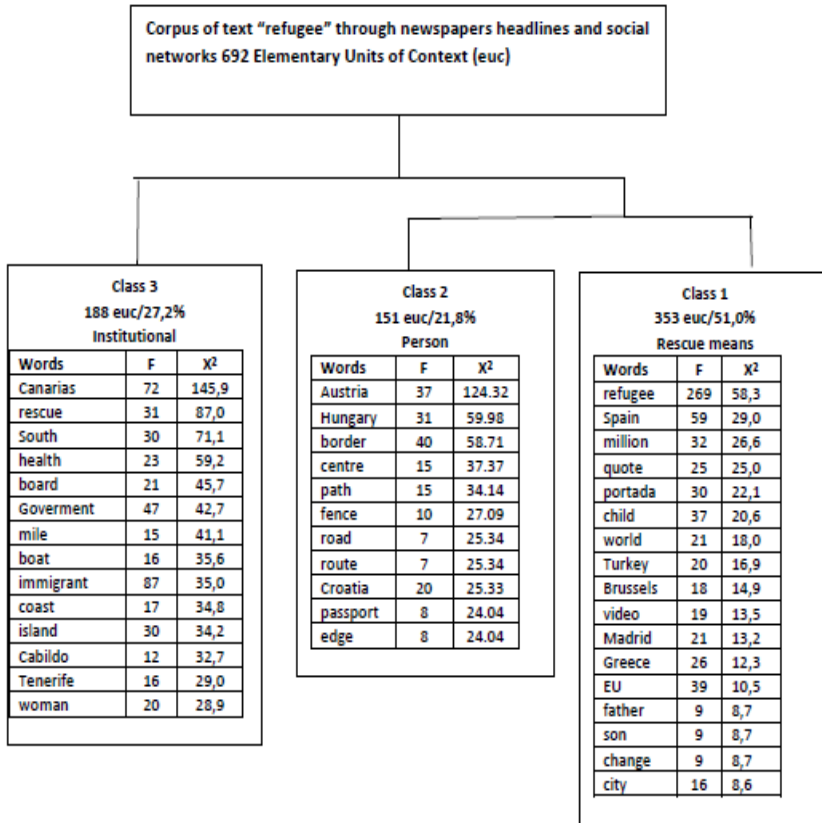 Corpus of text “refugee” through newspapers headlines and social
networks 692 Elementary Units of Context (euc)
Class 3
188 euc/27,2%
Institutional
Words F X²
Canarias 72 145,9
rescue 31 87,0
South 30 71,1
health 23 59,2
board 21 45,7
Goverment 47 42,7
mile 15 41,1
boat 16 35,6
immigrant 87 35,0
coast 17 34,8
island 30 34,2
Cabildo 12 32,7
Tenerife 16 29,0
woman 20 28,9
Class 2
151 euc/21,8%
Person
Words F X²
Austria 37 124.32
Hungary 31 59.98
border 40 58.71
centre 15 37.37
path 15 34.14
fence 10 27.09
road 7 25.34
route 7 25.34
Croatia 20 25.33
passport 8 24.04
edge 8 24.04
Class 1
353 euc/51,0%
Rescue means
Words F X²
refugee 269 58,3
Spain 59 29,0
million 32 26,6
quote 25 25,0
portada 30 22,1
child 37 20,6
world 21 18,0
Turkey 20 16,9
Brussels 18 14,9
video 19 13,5
Madrid 21 13,2
Greece 26 12,3
EU 39 10,5
father 9 8,7
son 9 8,7
change 9 8,7
city 16 8,6